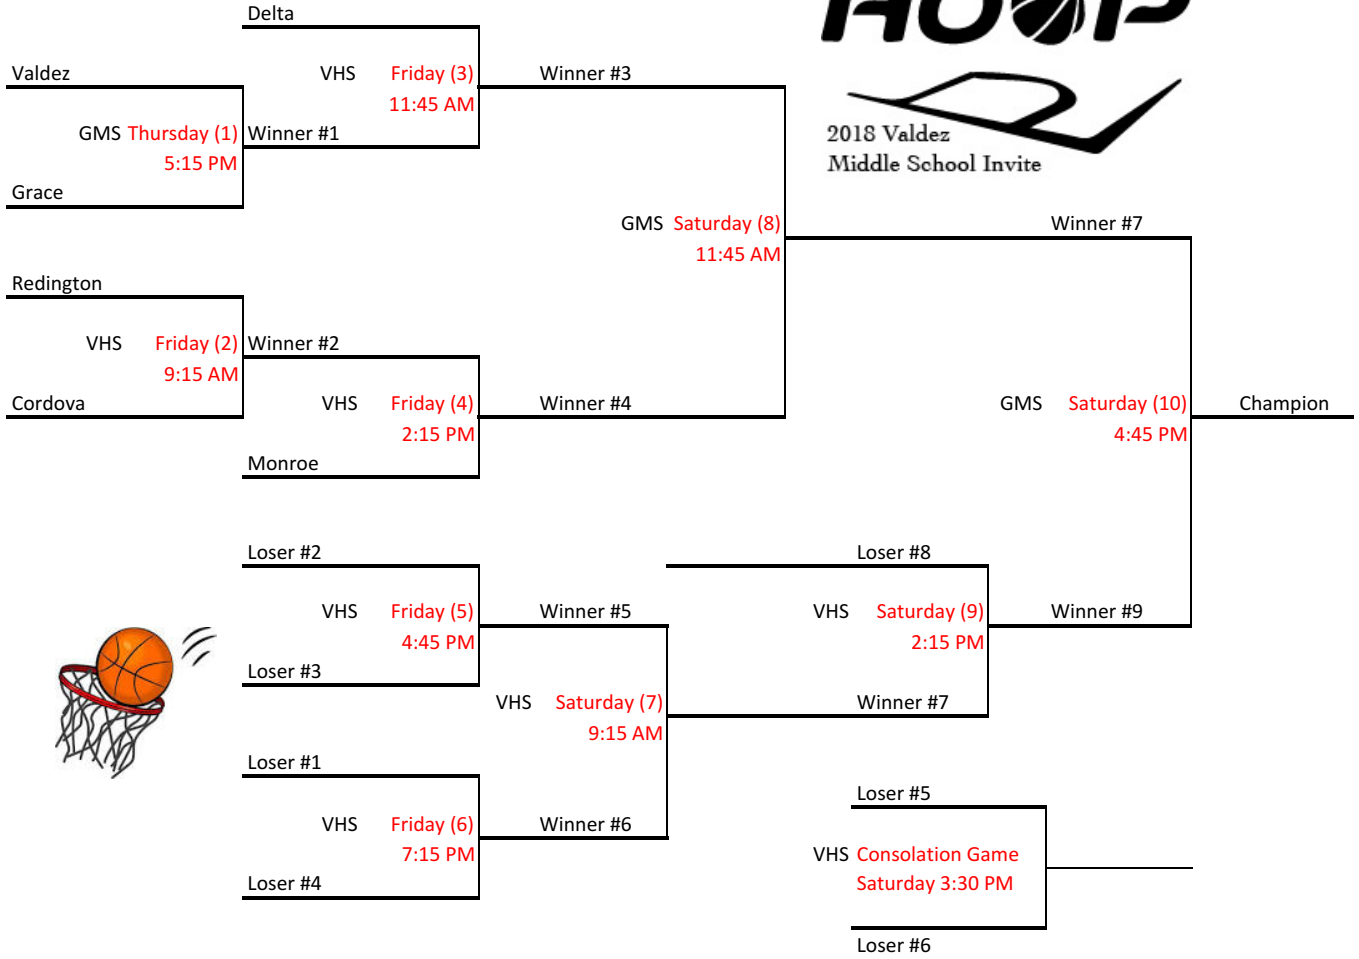 Delta
HOOP
Valdez
VHS Friday (3)
Winner #3
11:45 AM
2018 Valdez
GMS Thursday (1)
Winner #1
5:15 PM
Middle School Invite
Grace
GMS Saturday (8)
Winner #7
11:45 AM
Redington
VHS Friday (2)
Winner #2
9:15 AM
Cordova
VHS Friday (4)
Winner #4
GMS Saturday (10)
Champion
2:15 PM
4:45 PM
Monroe
Loser #2
Loser #8
VHS Friday (5)
Winner #5
VHS Saturday (9)
Winner #9
4:45 PM
2:15 PM
Loser #3
VHS Saturday (7)
Winner #7
9:15 AM
Loser #1
Loser #5
VHS Friday (6)
Winner #6
7:15 PM
VHS Consolation Game
Saturday 3:30 PM
Loser #4
Loser #6